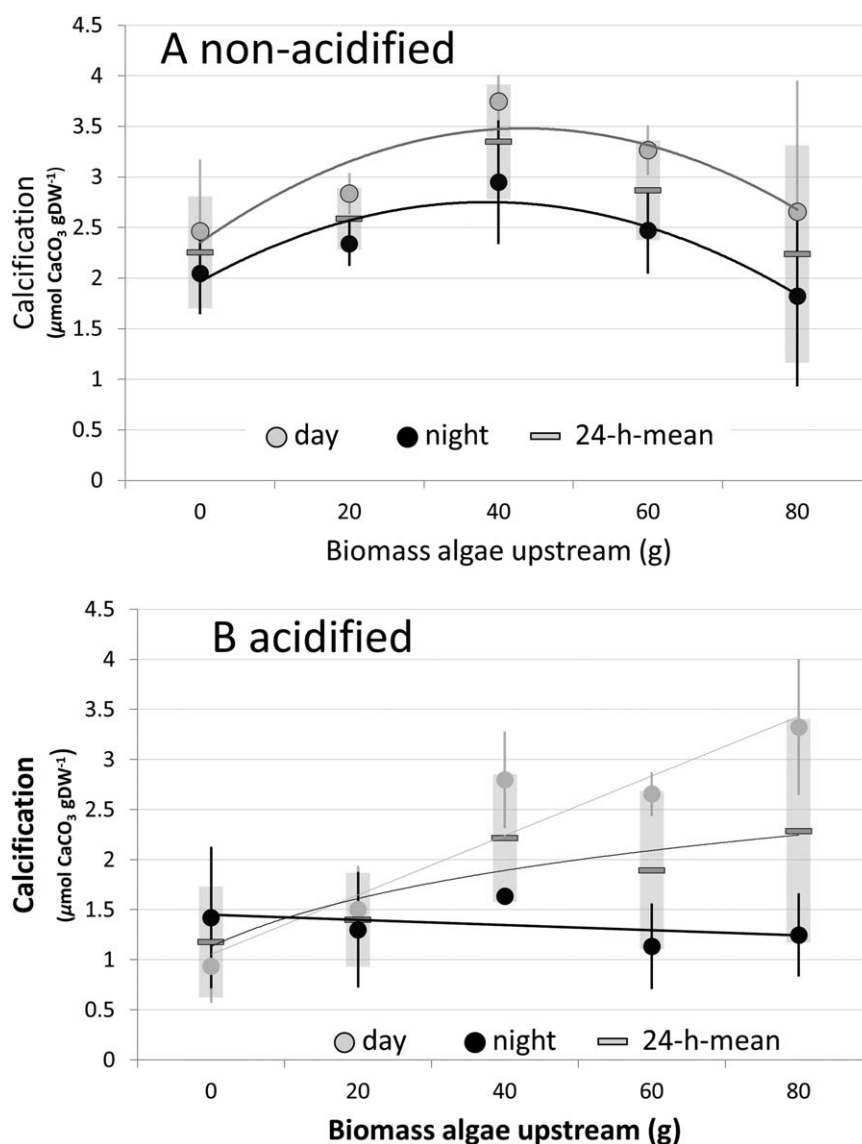 A non-acidified
4.5
4
3.5
3
2.5
2
1.5
1
0.5
0
Calcification
(μmol CaCO₃ gDW⁻¹)
day night 24-h-mean
0 20 40 60 80
Biomass algae upstream (g)
B acidified
4.5
4
3.5
3
2.5
2
1.5
1
0.5
0
Calcification
(μmol CaCO₃ gDW⁻¹)
day night 24-h-mean
0 20 40 60 80
Biomass algae upstream (g)